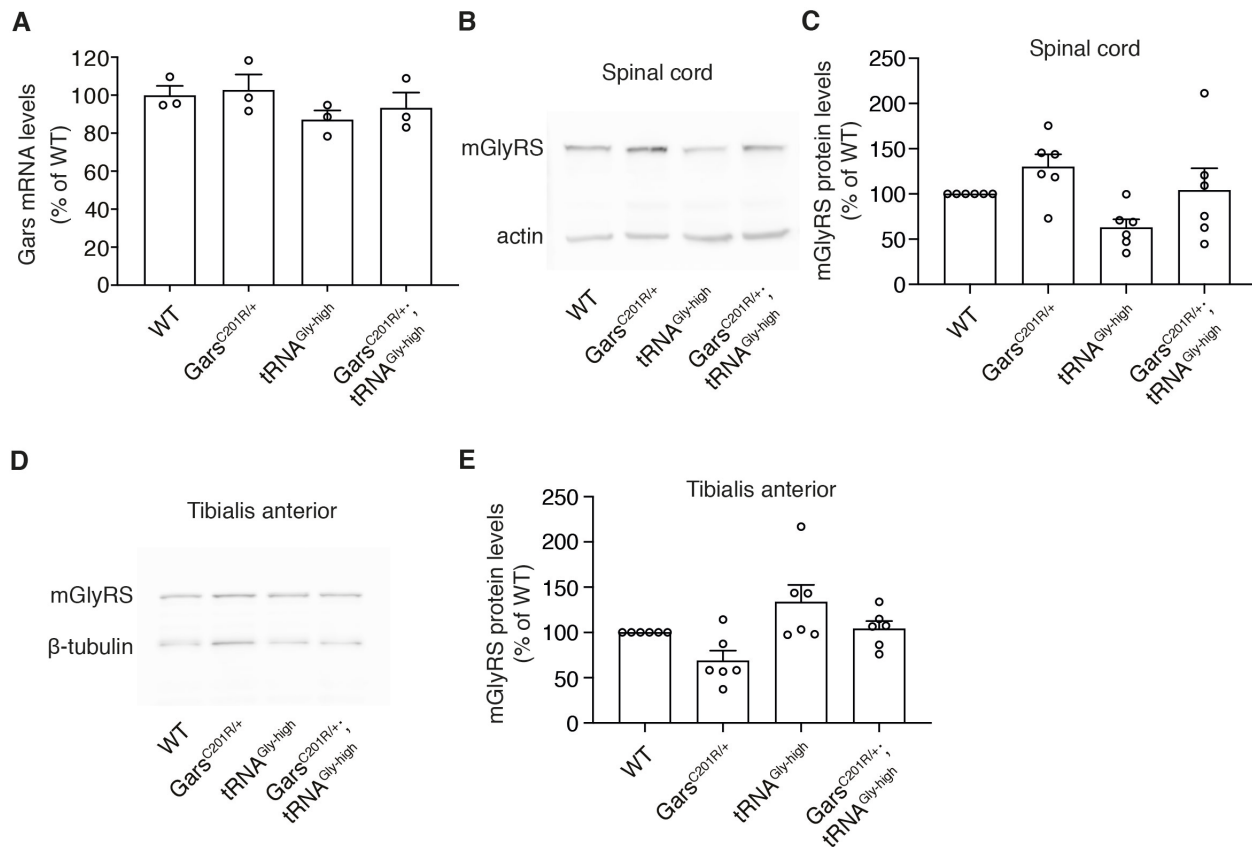 A
Gars mRNA levels
(% of WT)
120
100
80
60
40
20
0
WT
Gars^C201R/+
tRNA^Gly-high
Gars^C201R/+;
tRNA^Gly-high
B
Spinal cord
mGlyRS
actin
WT
Gars^C201R/+
tRNA^Gly-high
Gars^C201R/+;
tRNA^Gly-high
C
Spinal cord
mGlyRS protein levels
(% of WT)
250
200
150
100
50
0
WT
Gars^C201R/+
tRNA^Gly-high
Gars^C201R/+;
tRNA^Gly-high
D
Tibialis anterior
mGlyRS
β-tubulin
WT
Gars^C201R/+
tRNA^Gly-high
Gars^C201R/+;
tRNA^Gly-high
E
Tibialis anterior
mGlyRS protein levels
(% of WT)
250
200
150
100
50
0
WT
Gars^C201R/+
tRNA^Gly-high
Gars^C201R/+;
tRNA^Gly-high